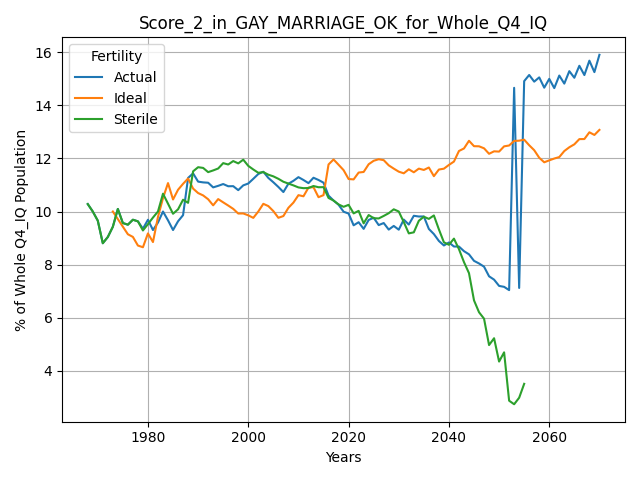 Score_2_in_GAY_MARRIAGE_OK_for_Whole_Q4_IQ
% of Whole Q4_IQ Population
16
14
12
10
8
6
4
Fertility
Actual
Ideal
Sterile
1980
2000
2020
2040
2060
Years